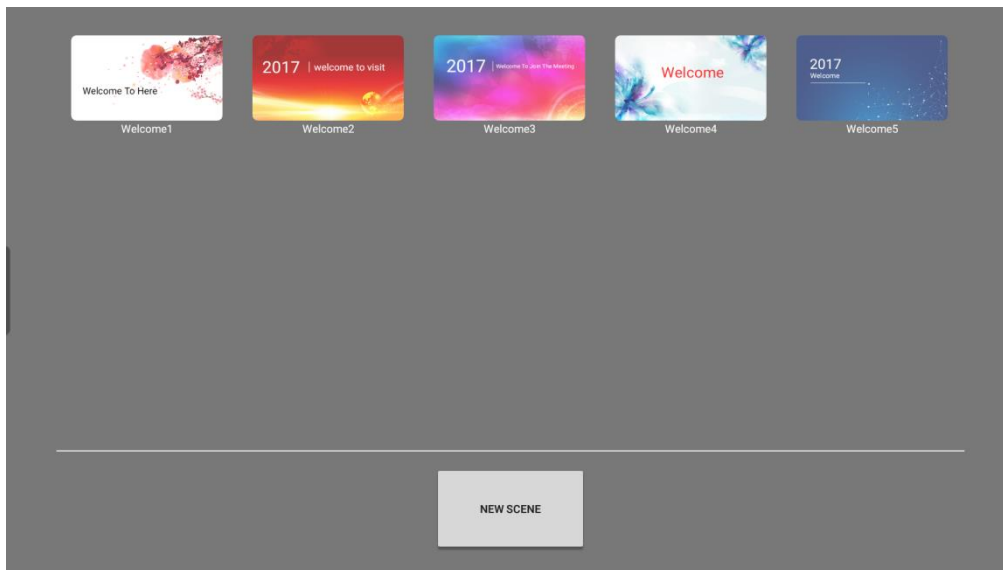 Welcome To Here
2017 | welcome to visit
2017 | Welcome To Join The Meeting
Welcome
2017
Welcome
Welcome1
Welcome2
Welcome3
Welcome4
Welcome5
NEW SCENE